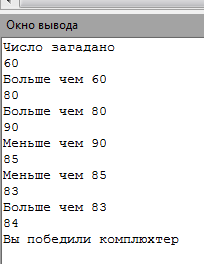 Окно вывода
Число загадано
60
Больше чем 60
80
Больше чем 80
90
Меньше чем 90
85
Меньше чем 85
83
Больше чем 83
84
Вы победили комплюхтер